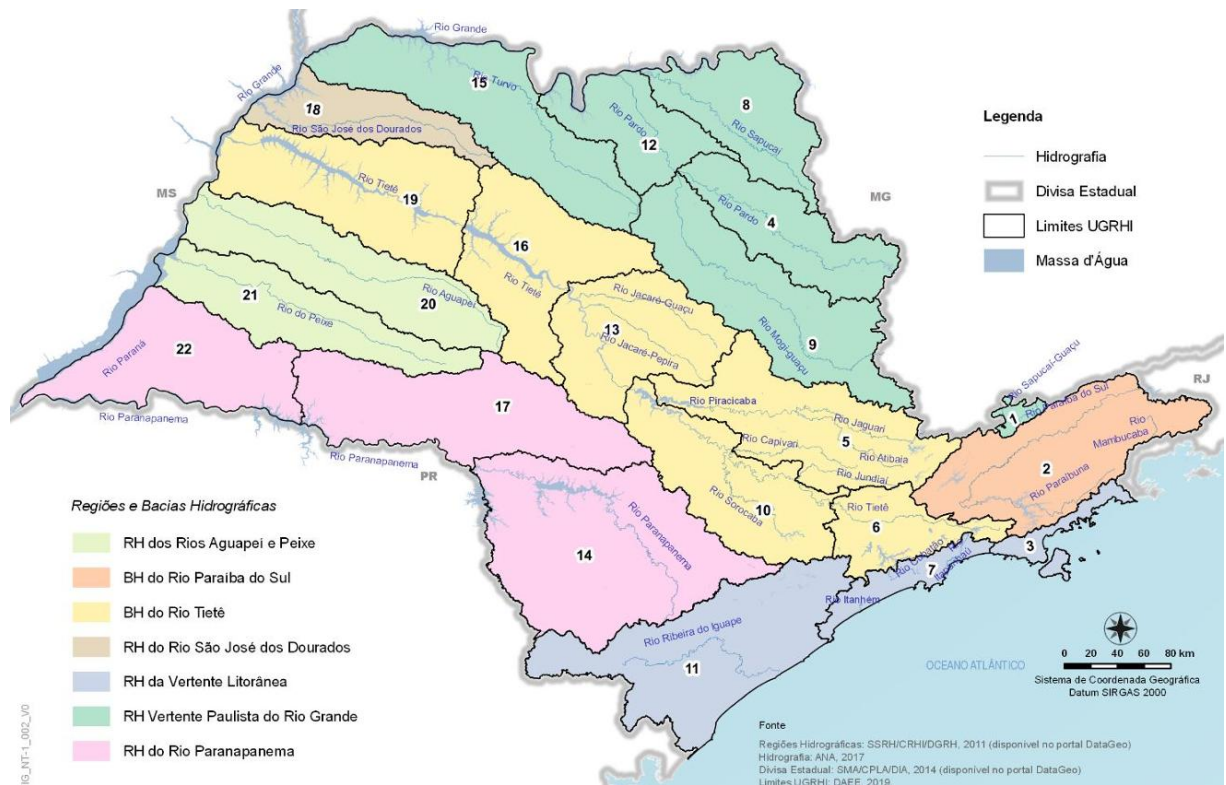 Rio Grande
Rio Grande
15
Rio Turvo
8
18
Rio São José dos Dourados
Rio Pardo
12
Rio Sapucaí
MS
Rio Tietê
19
MG
Rio Pardo
4
16
Rio Tietê
21
Rio do Peixe
Rio Aguapeí
20
Rio Jacaré-Guaçu
13
Rio Jacaré-Pepira
Rio Mogi-guaçu
9
22
Rio Paraná
Rio Paranapanema
17
Rio Paranapanema
PR
Rio Piracicaba
Rio Jaguari
5
Rio Capivari
Rio Atibaia
Rio Jundiaí
Rio Sapucaí-Guaçu
1
Rio Paraíba do Sul
RJ
Rio
Mambucaba
2
Rio Paraibuna
Rio Sorocaba
10
Rio Tietê
6
3
7
Rio Cubatão
Rio Itanhém
14
Rio Paranapanema
Rio Ribeira do Iguape
11
OCEANO ATLÂNTICO
Legenda
Hidrografia
Divisa Estadual
Limites UGRHI
Massa d'Água
Regiões e Bacias Hidrográficas
RH dos Rios Aguapei e Peixe
BH do Rio Paraiba do Sul
BH do Rio Tietê
RH do Rio São José dos Dourados
RH da Vertente Litorânea
RH Vertente Paulista do Rio Grande
RH do Rio Paranapanema
0 20 40 60 80 km
Sistema de Coordenada Geográfica
Datum SIRGAS 2000
Fonte
Regiões Hidrográficas: SSRH/CRHI/DGRH, 2011 (disponível no portal DataGeo)
Hidrografia: ANA, 2017
Divisa Estadual: SMA/CPLA/DIA, 2014 (disponível no portal DataGeo)
Limites UGRHI: DAEE, 2019
IG_NT-1_002_V0